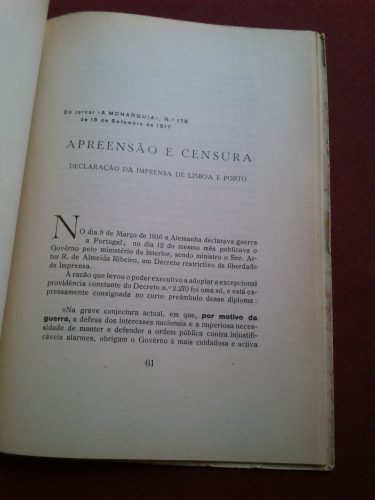 Do jornal «A MONARQUIA», N.º 178
de 15 de Setembro de 1917
APREENSÃO E CENSURA
DECLARAÇÃO DA IMPRENSA DE LISBOA E PORTO
NO dia 9 de Março de 1916 a Alemanha declarava guerra
a Portugal; no dia 12 do mesmo mês publicava o
Govêrno pelo ministério do Interior, sendo ministro o Snr. Ar-
tur R. de Almeida Ribeiro, um Decreto restrictivo da liberdade
da Imprensa.
A razão que levou o poder executivo a adoptar a excepcional
providência constante do Decreto n.º 2.270 foi uma só, e está ex-
pressamente consignada no curto preâmbulo desse diploma:
«Na grave conjectura actual, em que, por motivo da
guerra, a defesa dos interesses nacionais e a imperiosa neces-
sidade de manter e defender a ordem pública contra injustifi-
cáveis alarmes, obrigam o Govêrno à mais cuidadosa e activa
61